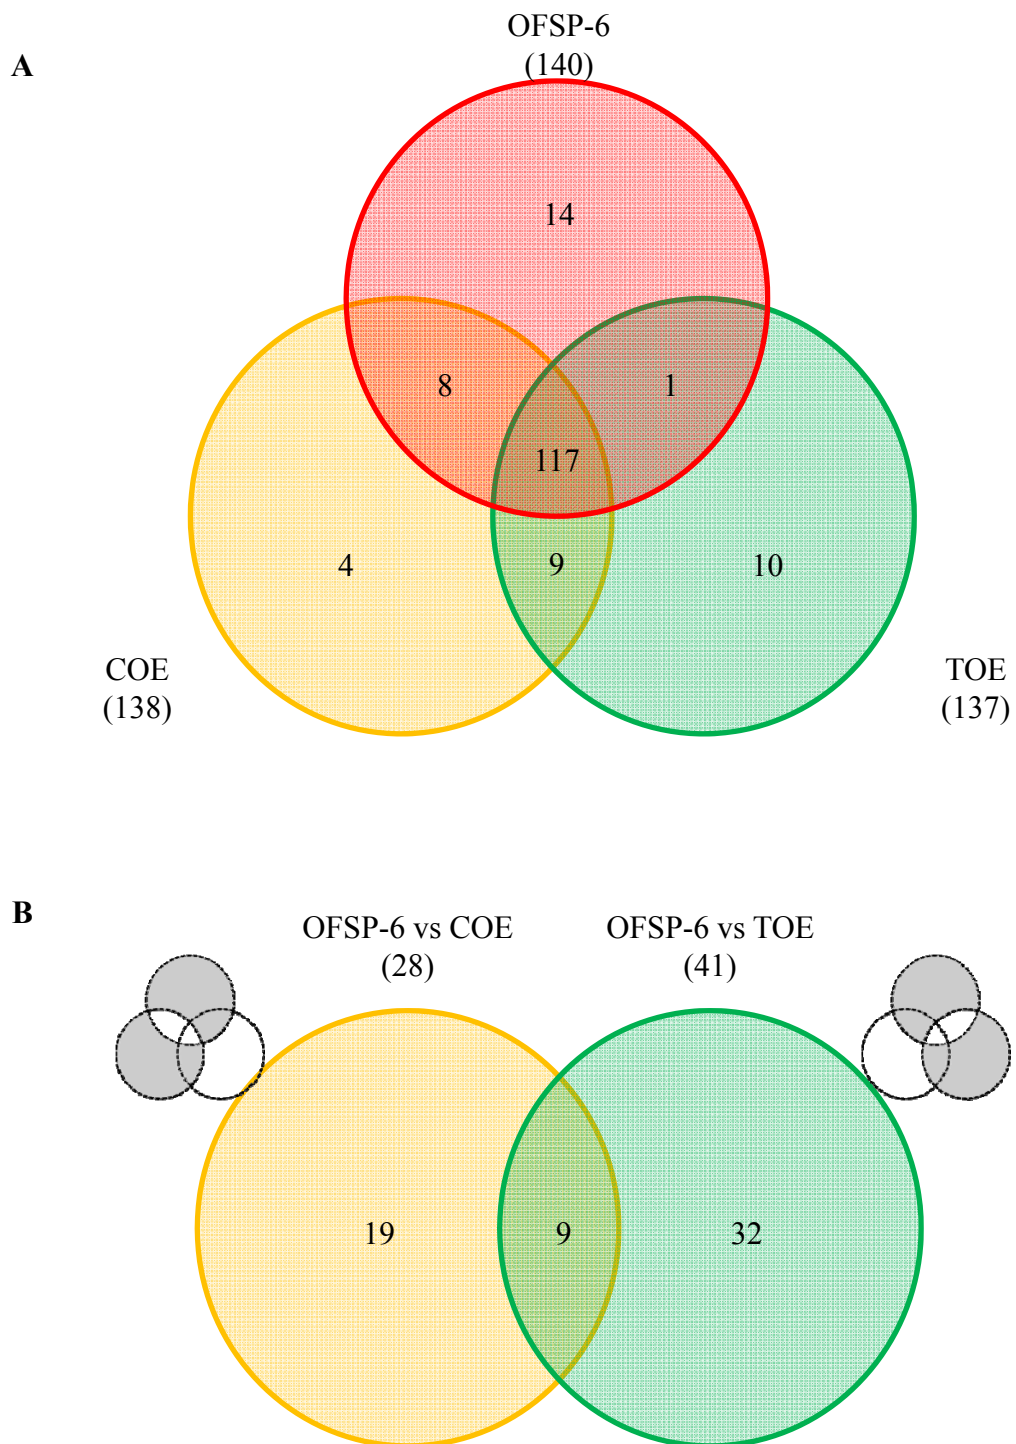 A
OFSP-6
(140)
14
8
1
117
4
9
10
COE
(138)
TOE
(137)
B
OFSP-6 vs COE
(28)
OFSP-6 vs TOE
(41)
19
9
32